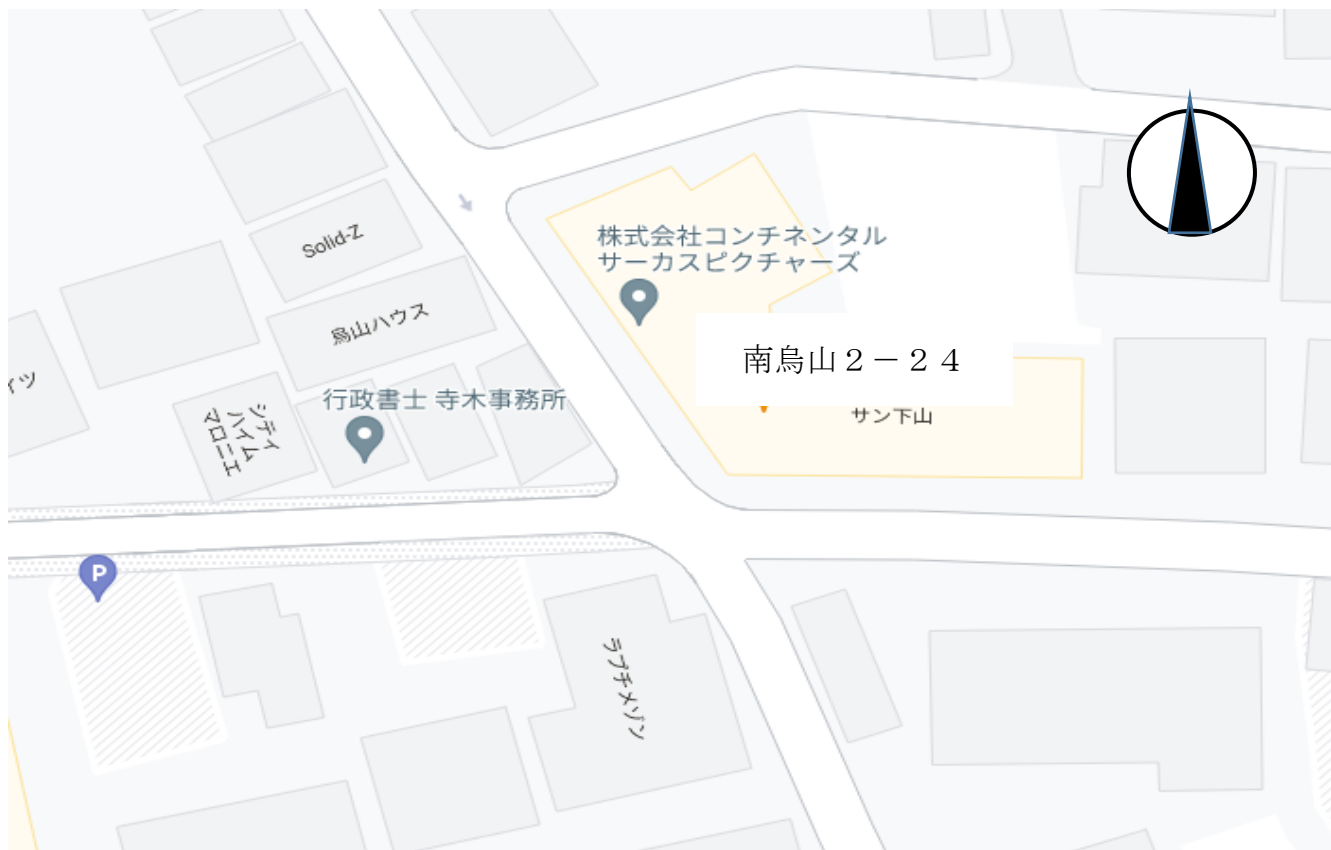 株式会社コンチネンタル
サーカスピクチャーズ
Solid-Z
烏山ハウス
南烏山２－２４
イツ
行政書士 寺木事務所
シティ
ハイム
マロニエ
サン下山
P
ラプチメゾン